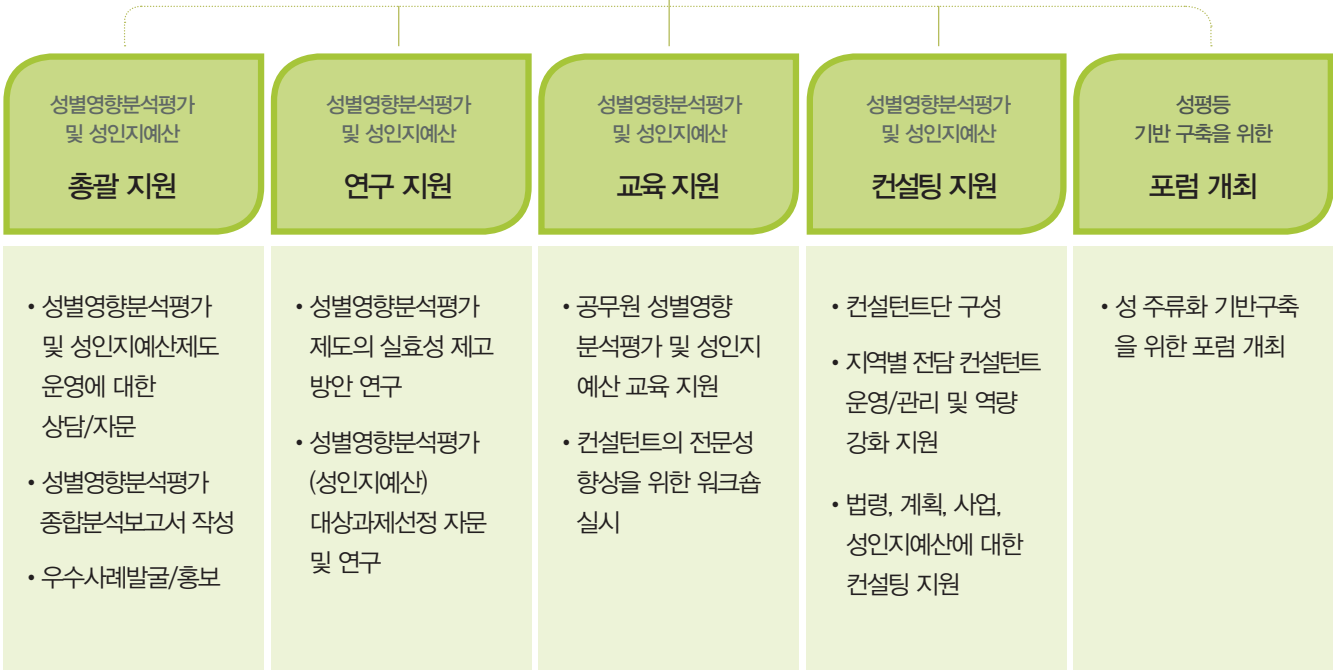 성별영향분석평가
및 성인지예산
총괄 지원
성별영향분석평가
및 성인지예산
연구 지원
성별영향분석평가
및 성인지예산
교육 지원
성별영향분석평가
및 성인지예산
컨설팅 지원
성평등
기반 구축을 위한
포럼 개최
• 성별영향분석평가
및 성인지예산제도
운영에 대한
상담/자문
• 성별영향분석평가
종합분석보고서 작성
• 우수사례발굴/홍보
• 성별영향분석평가
제도의 실효성 제고
방안 연구
• 성별영향분석평가
(성인지예산)
대상과제선정 자문
및 연구
• 공무원 성별영향
분석평가 및 성인지
예산 교육 지원
• 컨설턴트의 전문성
향상을 위한 워크숍
실시
• 컨설턴트단 구성
• 지역별 전담 컨설턴트
운영/관리 및 역량
강화 지원
• 법령, 계획, 사업,
성인지예산에 대한
컨설팅 지원
• 성 주류화 기반구축
을 위한 포럼 개최